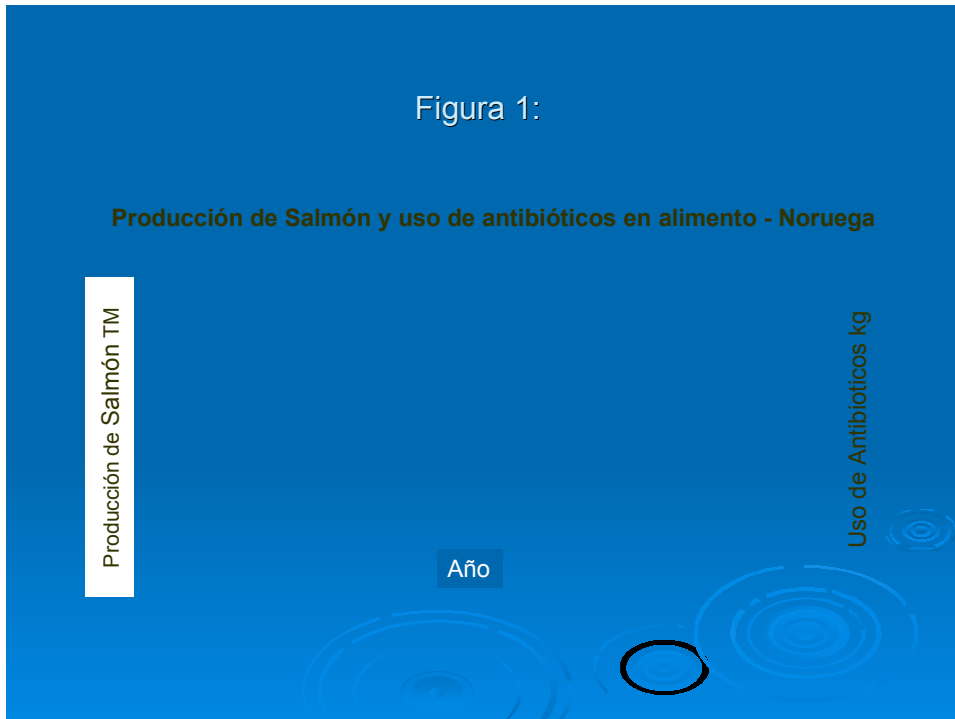 Figura 1:
Producción de Salmón y uso de antibióticos en alimento - Noruega
Producción de Salmón TM
Uso de Antibioticos kg
Año